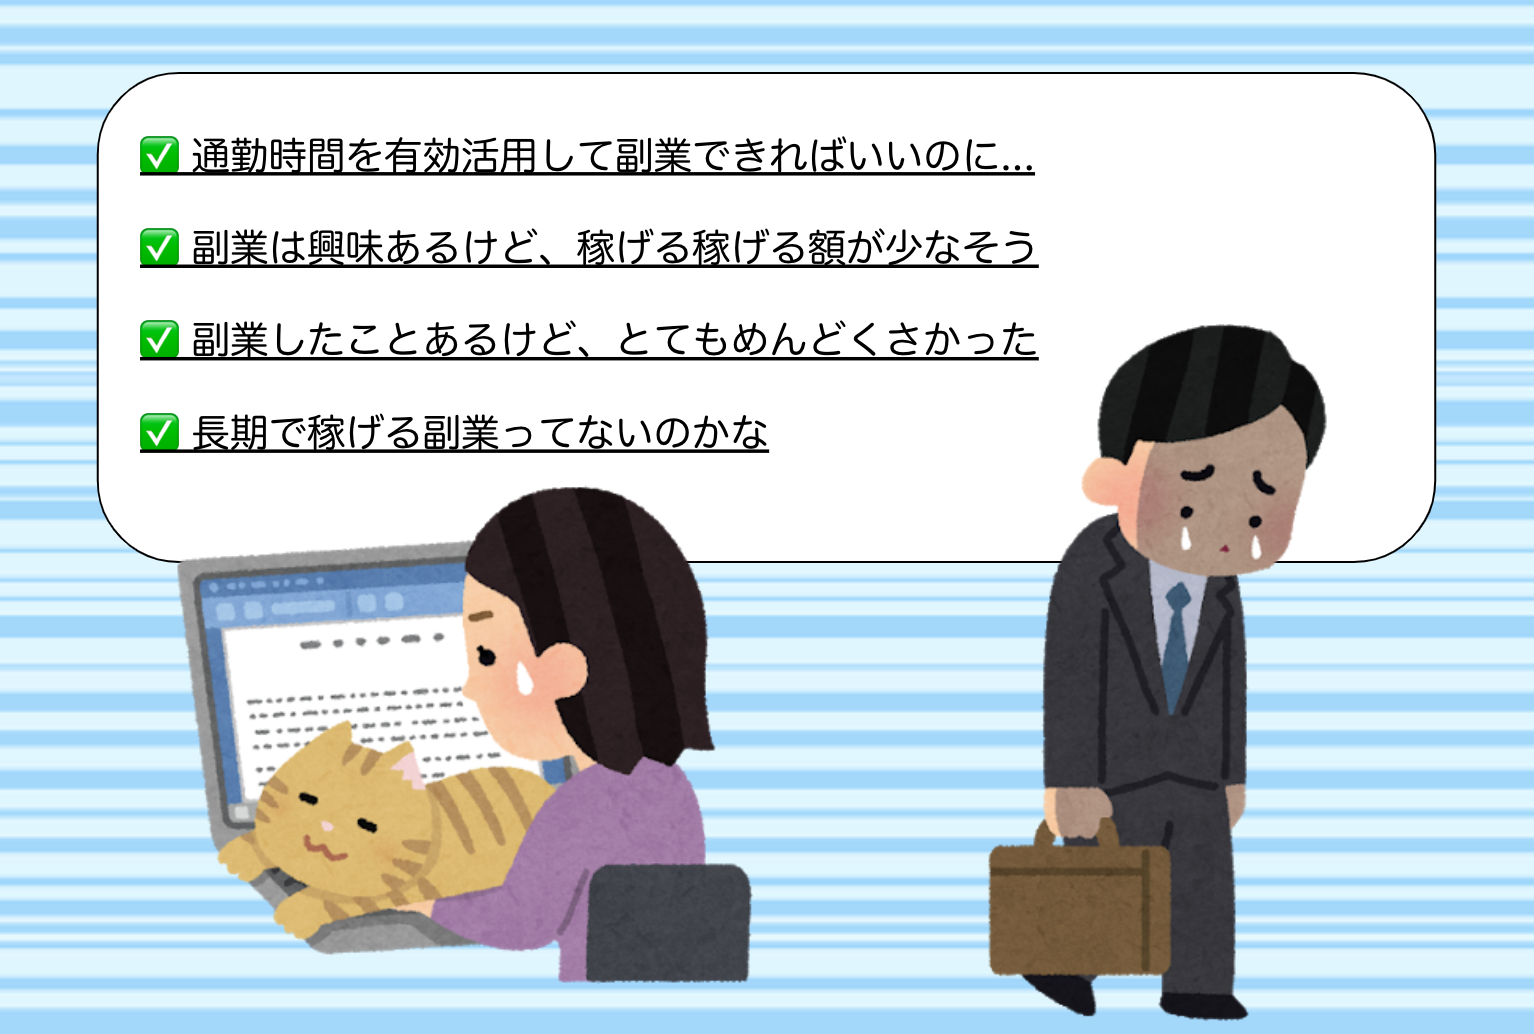 ✅ 通勤時間を有効活用して副業できればいいのに...
✅ 副業は興味あるけど、稼げる稼げる額が少なそう
✅ 副業したことあるけど、とてもめんどくさかった
✅ 長期で稼げる副業ってないのかな